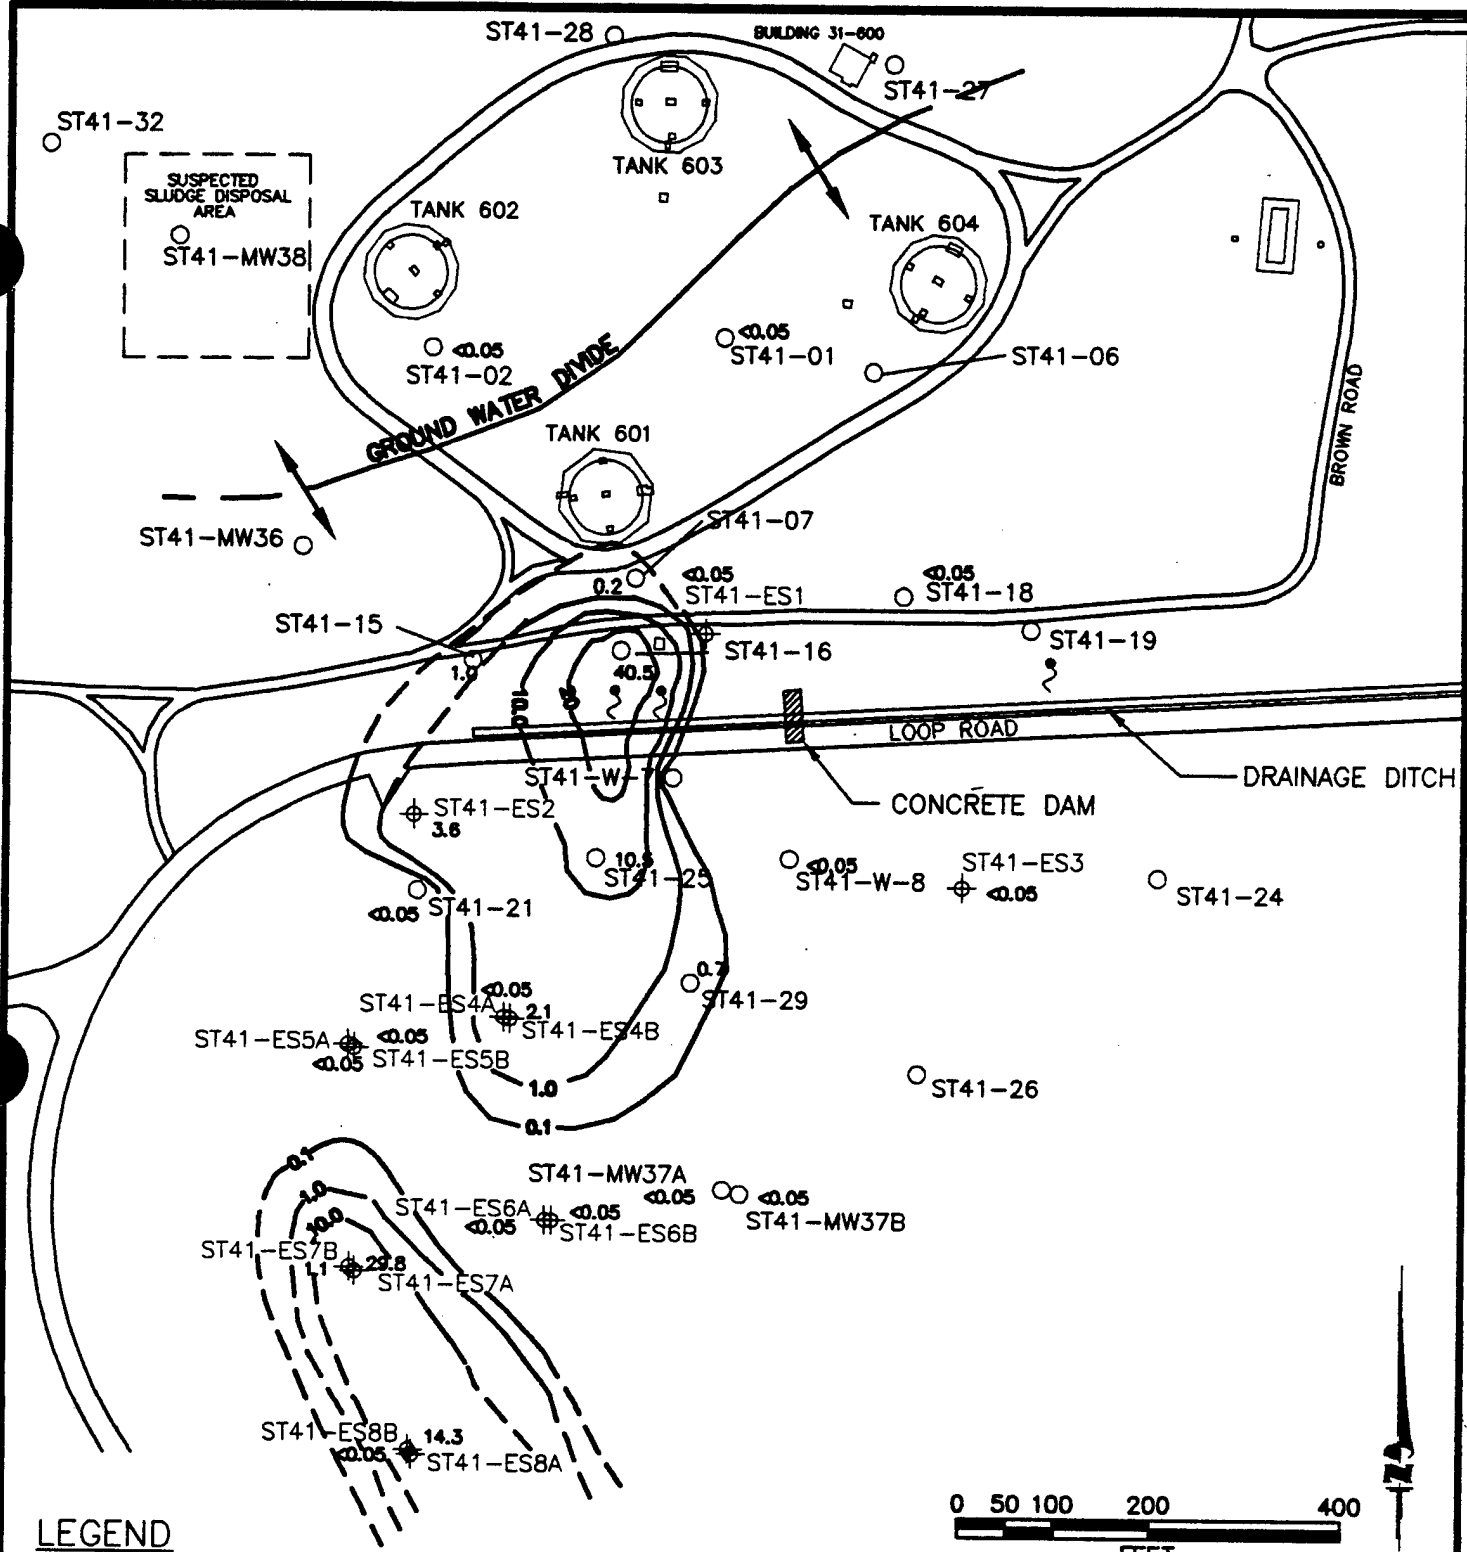 ST41-28
BUILDING 31-600
ST41-27
ST41-32
TANK 603
SUSPECTED
SLUDGE DISPOSAL
AREA
TANK 602
TANK 604
ST41-MW38
<0.05
ST41-01
<0.05
ST41-02
ST41-06
GROUND WATER DIVIDE
BROWN ROAD
TANK 601
ST41-07
ST41-MW36
0.2
<0.05
ST41-ES1
<0.05
ST41-18
ST41-15
ST41-16
ST41-19
1.0
40.5
10.0
20
LOOP ROAD
ST41-W-7
DRAINAGE DITCH
CONCRETE DAM
ST41-ES2
3.6
10.5
ST41-25
<0.05
ST41-W-8
ST41-ES3
<0.05
ST41-24
<0.05
ST41-21
0.7
ST41-29
<0.05
ST41-ES4A
2.1
ST41-ES4B
ST41-ES5A
<0.05
<0.05
ST41-ES5B
ST41-26
1.0
0.1
0.1
1.0
10.0
ST41-MW37A
<0.05
<0.05
ST41-MW37B
ST41-ES6A
<0.05
<0.05
ST41-ES6B
ST41-ES7B
1.1
29.8
ST41-ES7A
ST41-ES8B
<0.05
14.3
ST41-ES8A
N
0 50 100 200 400
FEET
LEGEND